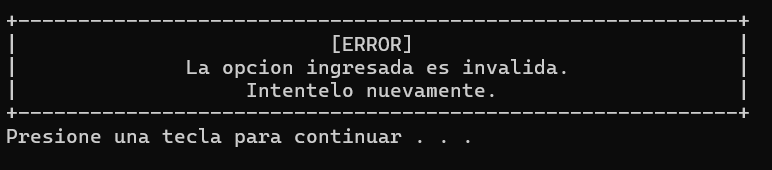 +------------------------------------------------------------+
|                          [ERROR]                           |
|              La opcion ingresada es invalida.              |
|                   Intentelo nuevamente.                    |
+------------------------------------------------------------+
Presione una tecla para continuar . . .